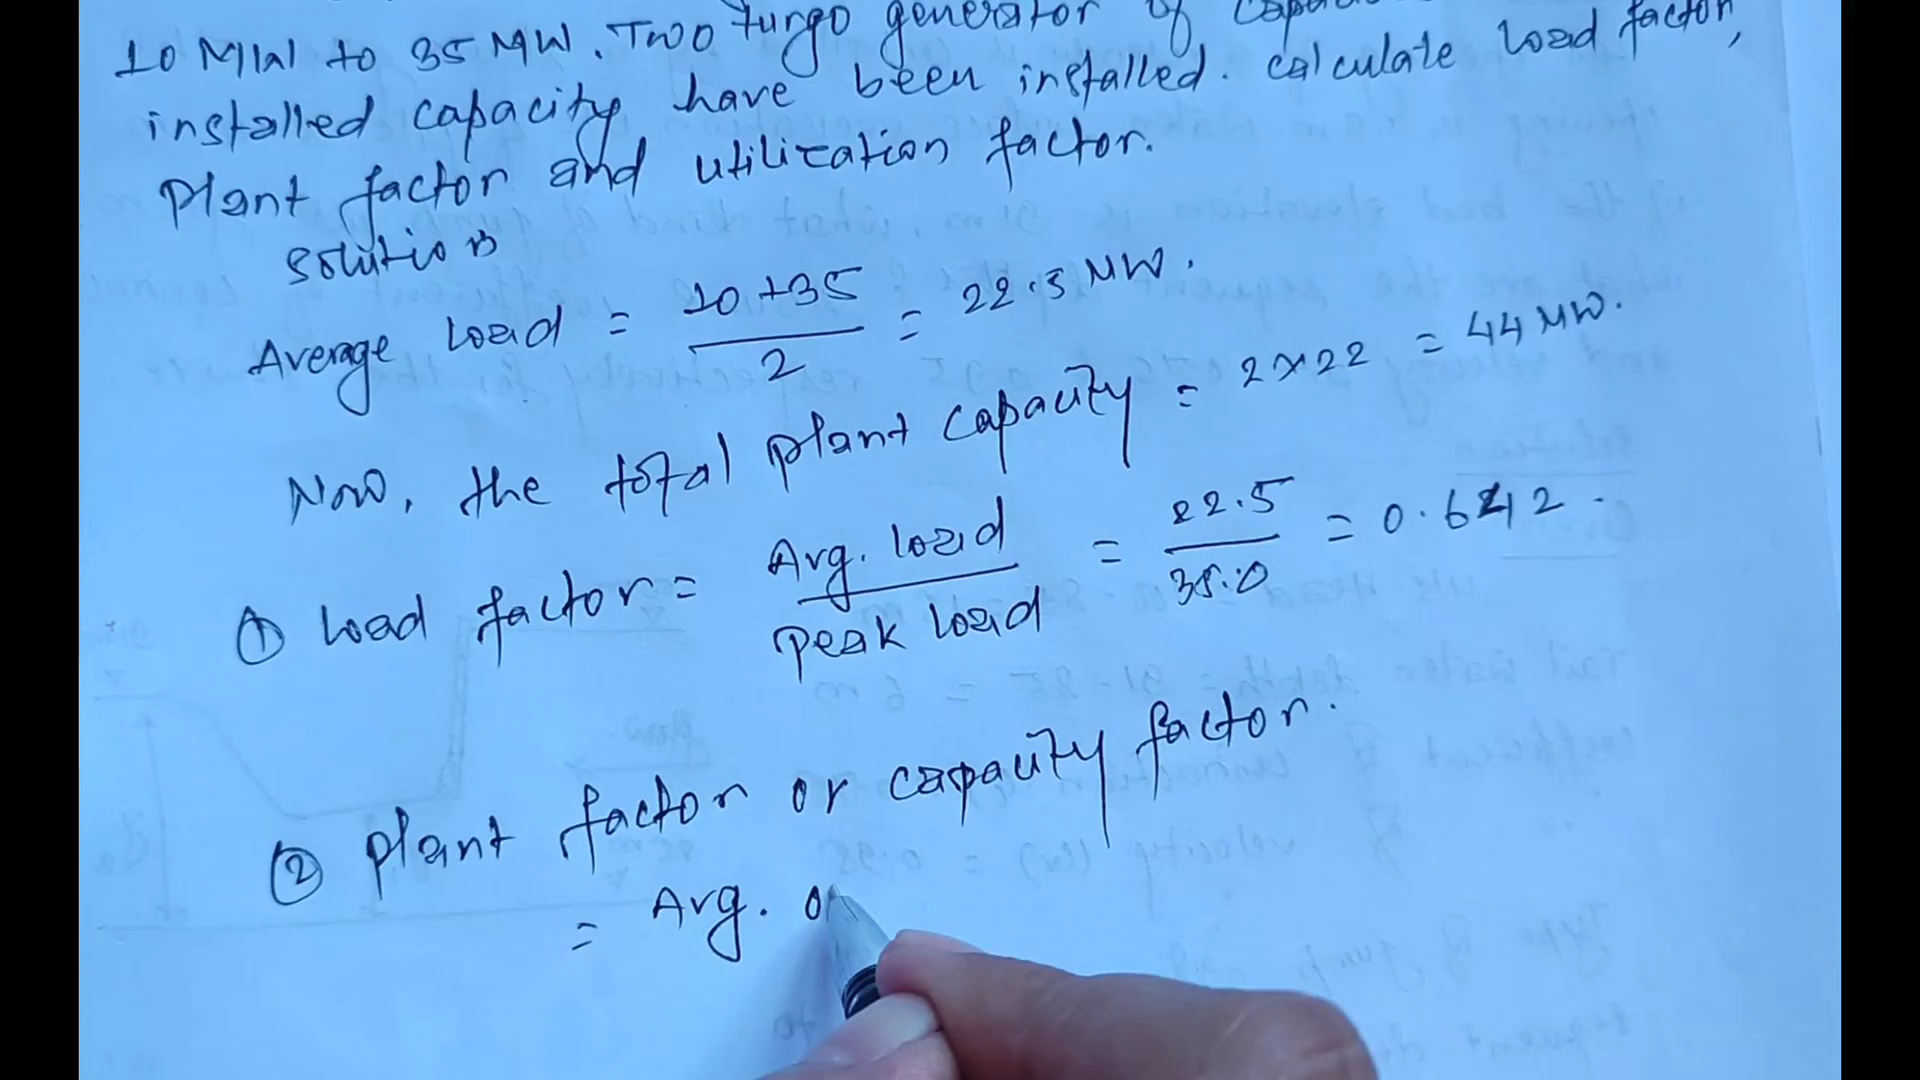 10 MW to 35 MW. Two turgo generator of
installed capacity have been installed. calculate load factor,
plant factor and utilization factor.
solution
Average load = 10+35 / 2 = 22.5 MW.
Now, the total plant capacity = 2×22 = 44 MW.
① load factor = Avg. load / peak load = 22.5 / 35.0 = 0.642.
② plant factor or capacity factor.
= Avg. o